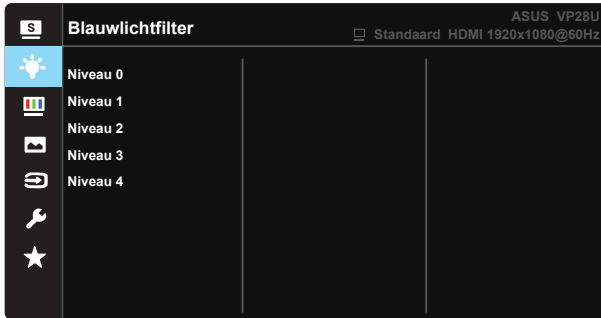 S
Blauwlichtfilter
ASUS VP28U
Standaard HDMI 1920x1080@60Hz
Niveau 0
Niveau 1
Niveau 2
Niveau 3
Niveau 4